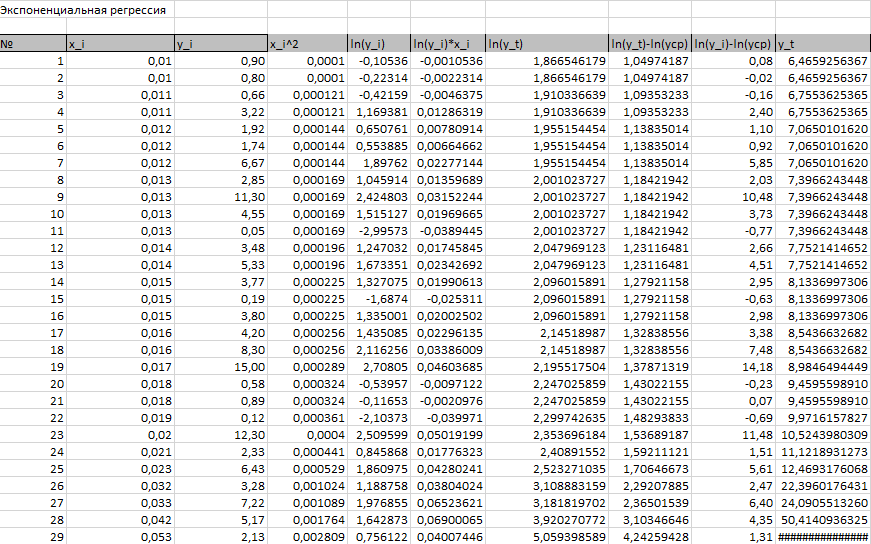 Экспоненциальная регрессия
№ x_i y_i x_i^2 ln(y_i) ln(y_i)*x_i ln(y_t) ln(y_t)-ln(yср) ln(y_i)-ln(yср) y_t
1 0,01 0,90 0,0001 -0,10536 -0,0010536 1,866546179 1,04974187 0,08 6,4659256367
2 0,01 0,80 0,0001 -0,22314 -0,0022314 1,866546179 1,04974187 -0,02 6,4659256367
3 0,011 0,66 0,000121 -0,42159 -0,0046375 1,910336639 1,09353233 -0,16 6,7553625365
4 0,011 3,22 0,000121 1,169381 0,01286319 1,910336639 1,09353233 2,40 6,7553625365
5 0,012 1,92 0,000144 0,650761 0,00780914 1,955154454 1,13835014 1,10 7,0650101620
6 0,012 1,74 0,000144 0,553885 0,00664662 1,955154454 1,13835014 0,92 7,0650101620
7 0,012 6,67 0,000144 1,89762 0,02277144 1,955154454 1,13835014 5,85 7,0650101620
8 0,013 2,85 0,000169 1,045914 0,01359689 2,001023727 1,18421942 2,03 7,3966243448
9 0,013 11,30 0,000169 2,424803 0,03152244 2,001023727 1,18421942 10,48 7,3966243448
10 0,013 4,55 0,000169 1,515127 0,01969665 2,001023727 1,18421942 3,73 7,3966243448
11 0,013 0,05 0,000169 -2,99573 -0,0389445 2,001023727 1,18421942 -0,77 7,3966243448
12 0,014 3,48 0,000196 1,247032 0,01745845 2,047969123 1,23116481 2,66 7,7521414652
13 0,014 5,33 0,000196 1,673351 0,02342692 2,047969123 1,23116481 4,51 7,7521414652
14 0,015 3,77 0,000225 1,327075 0,01990613 2,096015891 1,27921158 2,95 8,1336997306
15 0,015 0,19 0,000225 -1,6874 -0,025311 2,096015891 1,27921158 -0,63 8,1336997306
16 0,015 3,80 0,000225 1,335001 0,02002502 2,096015891 1,27921158 2,98 8,1336997306
17 0,016 4,20 0,000256 1,435085 0,02296135 2,14518987 1,32838556 3,38 8,5436632682
18 0,016 8,30 0,000256 2,116256 0,03386009 2,14518987 1,32838556 7,48 8,5436632682
19 0,017 15,00 0,000289 2,70805 0,04603685 2,195517504 1,37871319 14,18 8,9846494449
20 0,018 0,58 0,000324 -0,53957 -0,0097122 2,247025859 1,43022155 -0,23 9,4595598910
21 0,018 0,89 0,000324 -0,11653 -0,0020976 2,247025859 1,43022155 0,07 9,4595598910
22 0,019 0,12 0,000361 -2,10373 -0,039971 2,299742635 1,48293833 -0,69 9,9716157827
23 0,02 12,30 0,0004 2,509599 0,05019199 2,353696184 1,53689187 11,48 10,5243980309
24 0,021 2,33 0,000441 0,845868 0,01776323 2,40891552 1,59211121 1,51 11,1218931273
25 0,023 6,43 0,000529 1,860975 0,04280241 2,523271035 1,70646673 5,61 12,4693176068
26 0,032 3,28 0,001024 1,188758 0,03804024 3,108883159 2,29207885 2,47 22,3960176431
27 0,033 7,22 0,001089 1,976855 0,06523621 3,181819702 2,36501539 6,40 24,0905513260
28 0,042 5,17 0,001764 1,642873 0,06900065 3,920270772 3,10346646 4,35 50,4140936325
29 0,053 2,13 0,002809 0,756122 0,04007446 5,059398589 4,24259428 1,31 ###############